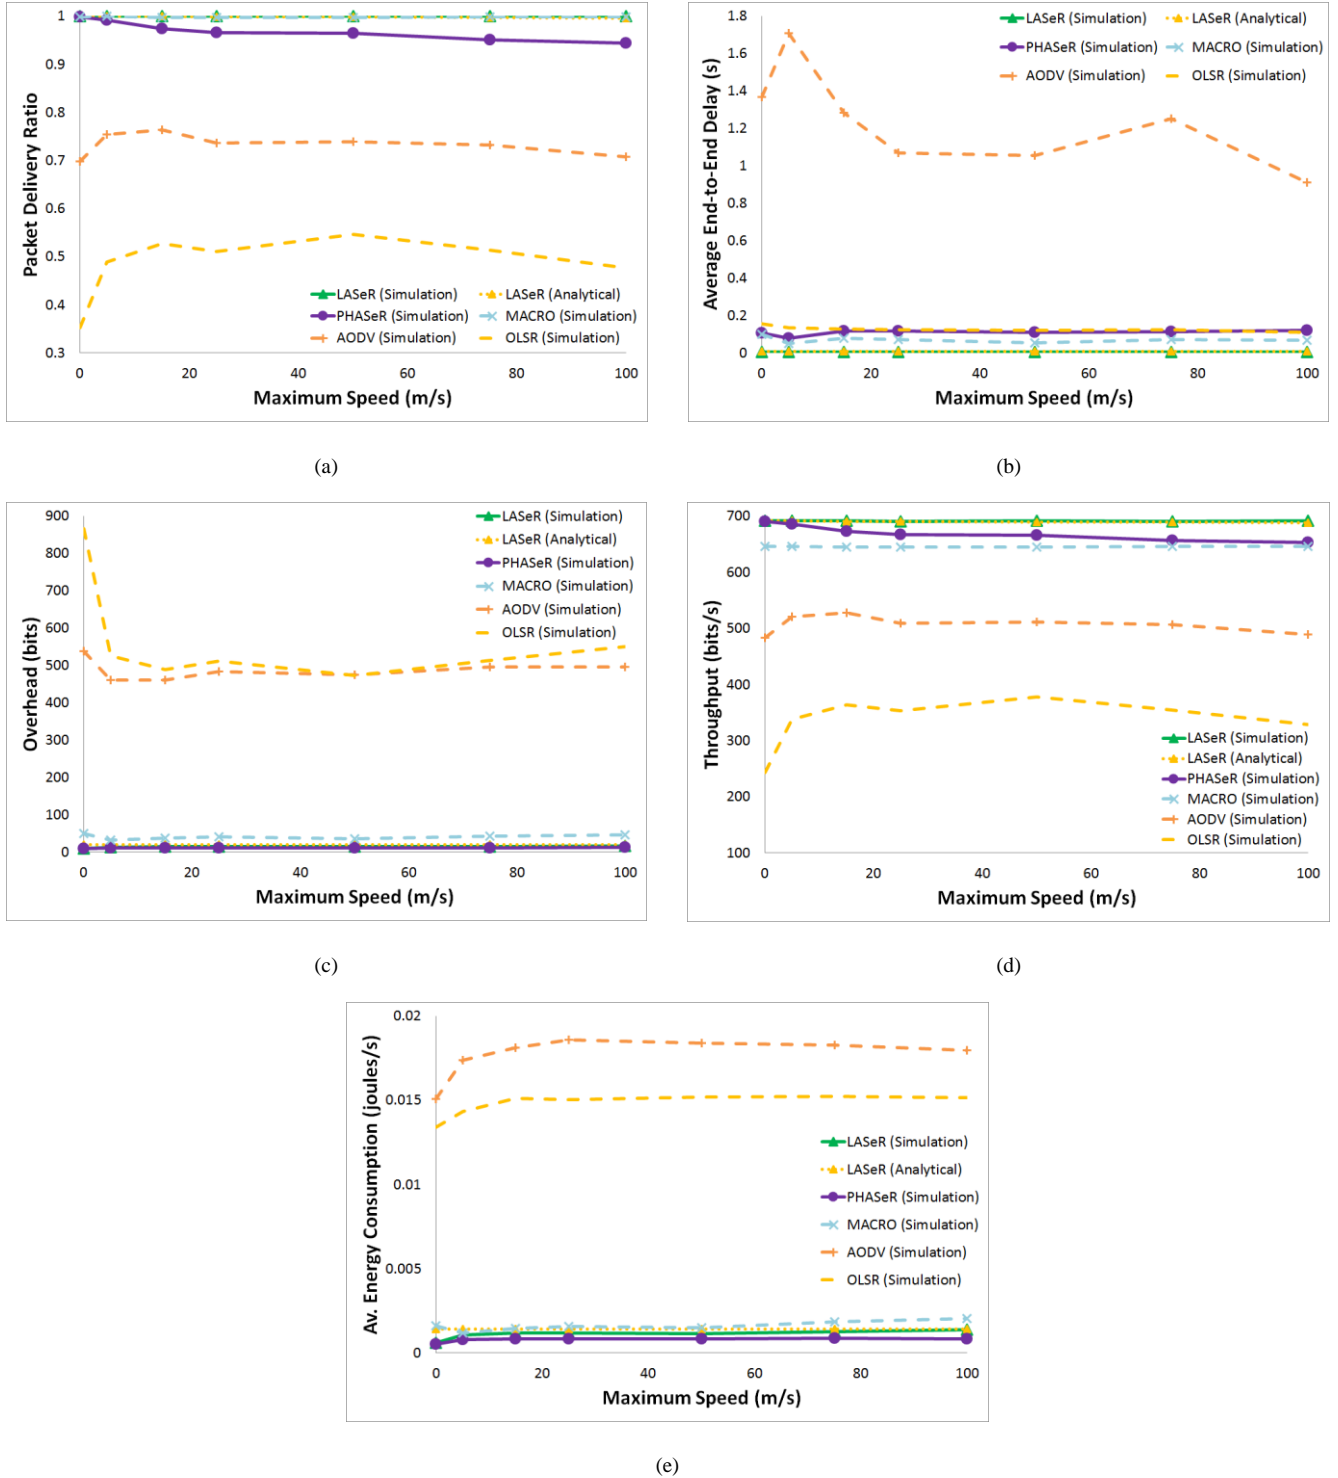 1
0.9
0.8
0.7
0.6
0.5
0.4
0.3
Packet Delivery Ratio
LASeR (Simulation)
LASeR (Analytical)
PHASeR (Simulation)
MACRO (Simulation)
AODV (Simulation)
OLSR (Simulation)
0 20 40 60 80 100
Maximum Speed (m/s)
(a)
1.8
1.6
1.4
1.2
1
0.8
0.6
0.4
0.2
0
Average End-to-End Delay (s)
LASeR (Simulation)
LASeR (Analytical)
PHASeR (Simulation)
MACRO (Simulation)
AODV (Simulation)
OLSR (Simulation)
0 20 40 60 80 100
Maximum Speed (m/s)
(b)
900
800
700
600
500
400
300
200
100
0
Overhead (bits)
LASeR (Simulation)
LASeR (Analytical)
PHASeR (Simulation)
MACRO (Simulation)
AODV (Simulation)
OLSR (Simulation)
0 20 40 60 80 100
Maximum Speed (m/s)
(c)
700
600
500
400
300
200
100
Throughput (bits/s)
LASeR (Simulation)
LASeR (Analytical)
PHASeR (Simulation)
MACRO (Simulation)
AODV (Simulation)
OLSR (Simulation)
0 20 40 60 80 100
Maximum Speed (m/s)
(d)
0.02
0.015
0.01
0.005
0
Av. Energy Consumption (joules/s)
LASeR (Simulation)
LASeR (Analytical)
PHASeR (Simulation)
MACRO (Simulation)
AODV (Simulation)
OLSR (Simulation)
0 20 40 60 80 100
Maximum Speed (m/s)
(e)